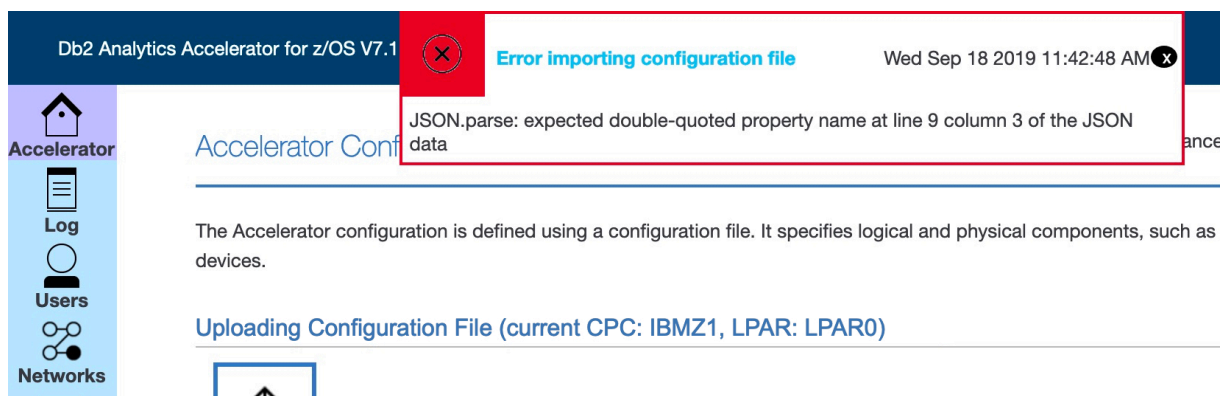 Db2 Analytics Accelerator for z/OS V7.1
Error importing configuration file
Wed Sep 18 2019 11:42:48 AM
x
JSON.parse: expected double-quoted property name at line 9 column 3 of the JSON
data
Accelerator
Log
Users
Networks
Accelerator Conf
ance
The Accelerator configuration is defined using a configuration file. It specifies logical and physical components, such as
devices.
Uploading Configuration File (current CPC: IBMZ1, LPAR: LPAR0)